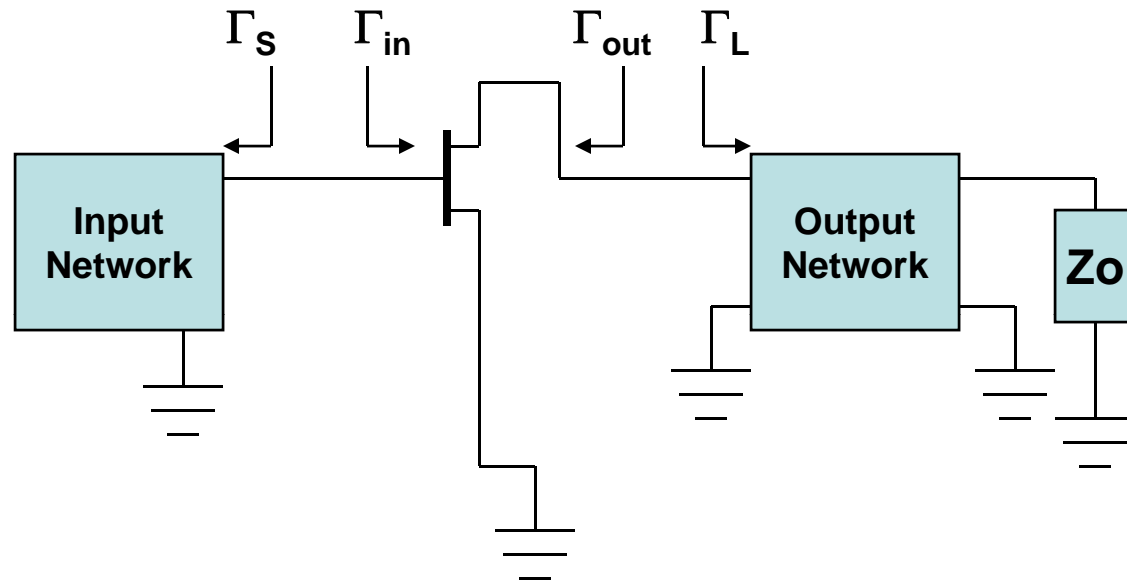 ΓS Γin Γout ΓL
Input
Network
Output
Network
Zo